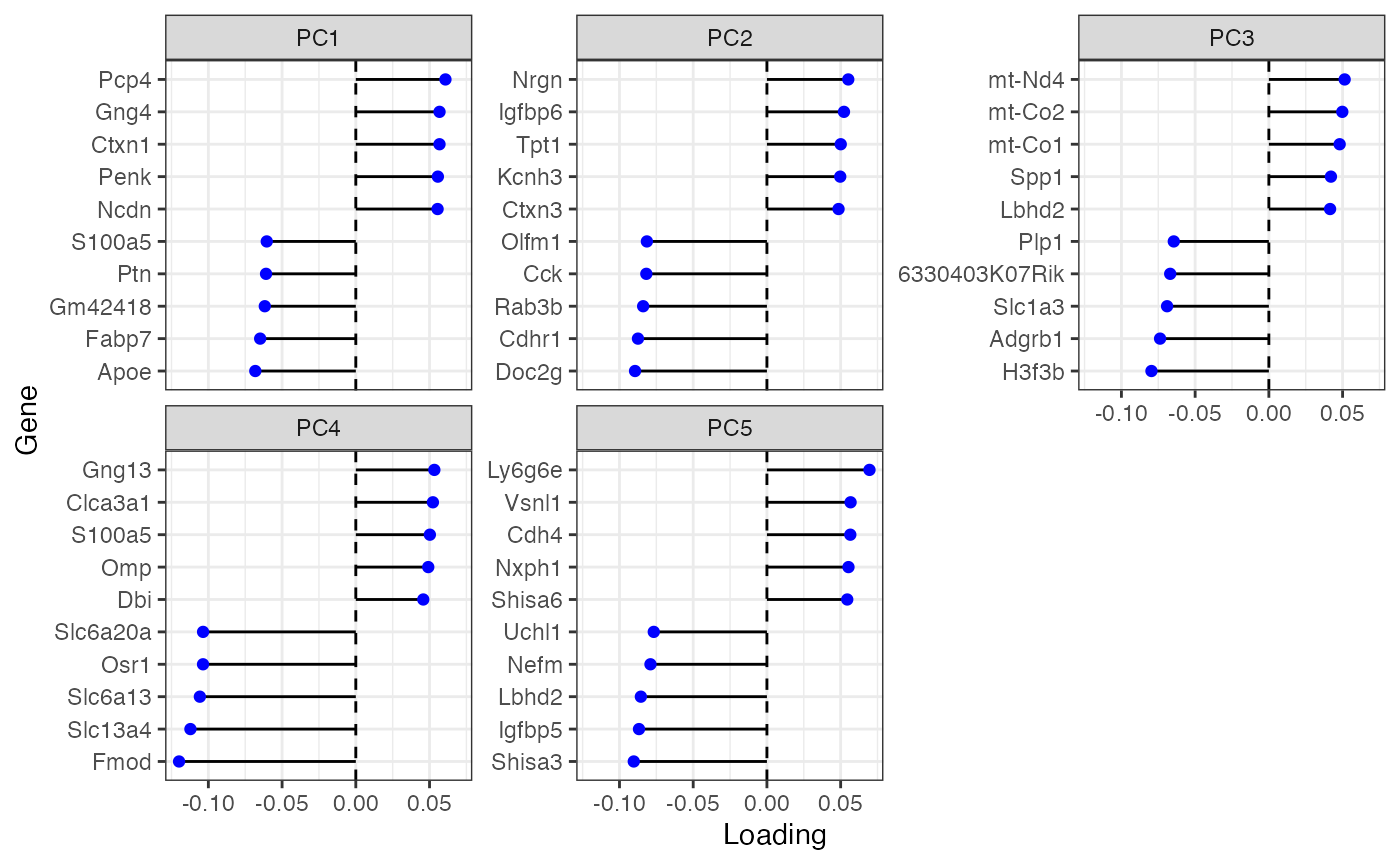 PC1
Pcp4
Gng4
Ctxn1
Penk
Ncdn
S100a5
Ptn
Gm42418
Fabp7
Apoe
PC2
Nrgn
Igfbp6
Tpt1
Kcnh3
Ctxn3
Olfm1
Cck
Rab3b
Cdhr1
Doc2g
PC3
mt-Nd4
mt-Co2
mt-Co1
Spp1
Lbhd2
Plp1
6330403K07Rik
Slc1a3
Adgrb1
H3f3b
-0.10 -0.05 0.00 0.05
Gene
PC4
Gng13
Clca3a1
S100a5
Omp
Dbi
Slc6a20a
Osr1
Slc6a13
Slc13a4
Fmod
-0.10 -0.05 0.00 0.05
PC5
Ly6g6e
Vsnl1
Cdh4
Nxph1
Shisa6
Uchl1
Nefm
Lbhd2
Igfbp5
Shisa3
-0.10 -0.05 0.00 0.05
Loading